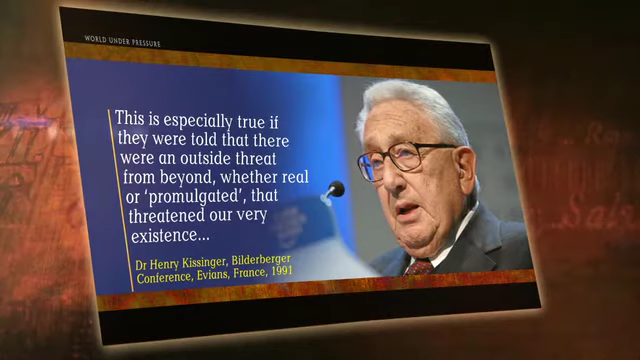 WORLD UNDER PRESSURE
This is especially true if
they were told that there
were an outside threat
from beyond, whether real
or ‘promulgated’, that
threatened our very
existence...
Dr Henry Kissinger, Bilderberger
Conference, Evians, France, 1991